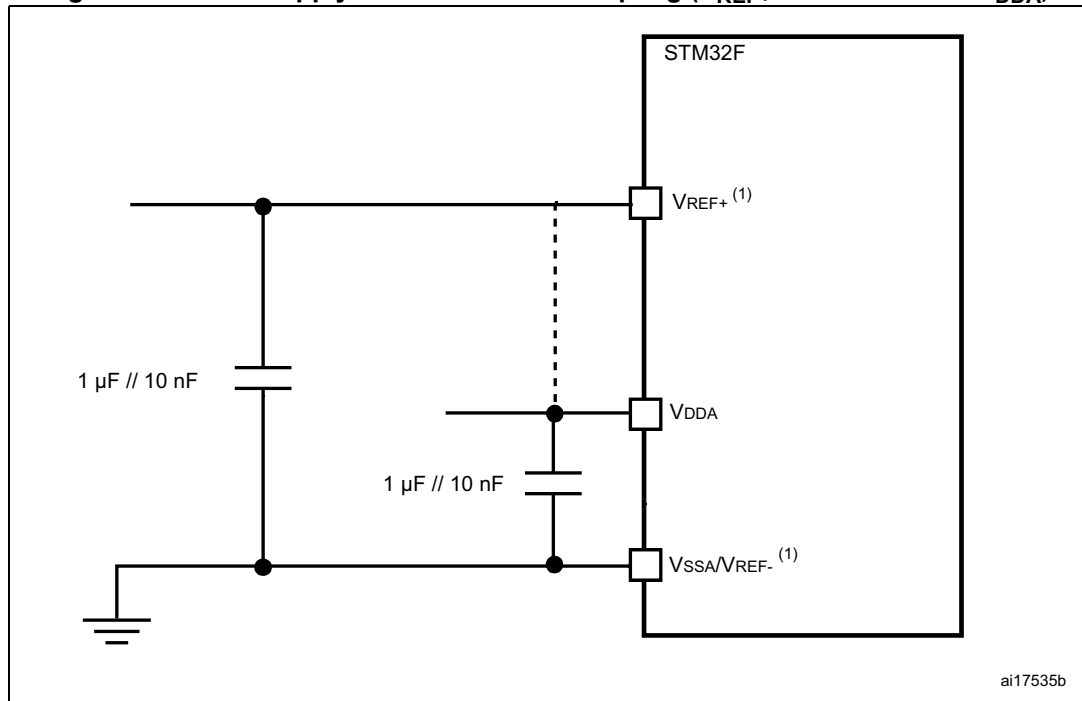 STM32F
VREF+ (1)
1 µF // 10 nF
VDDA
1 µF // 10 nF
VSSA/VREF- (1)
ai17535b